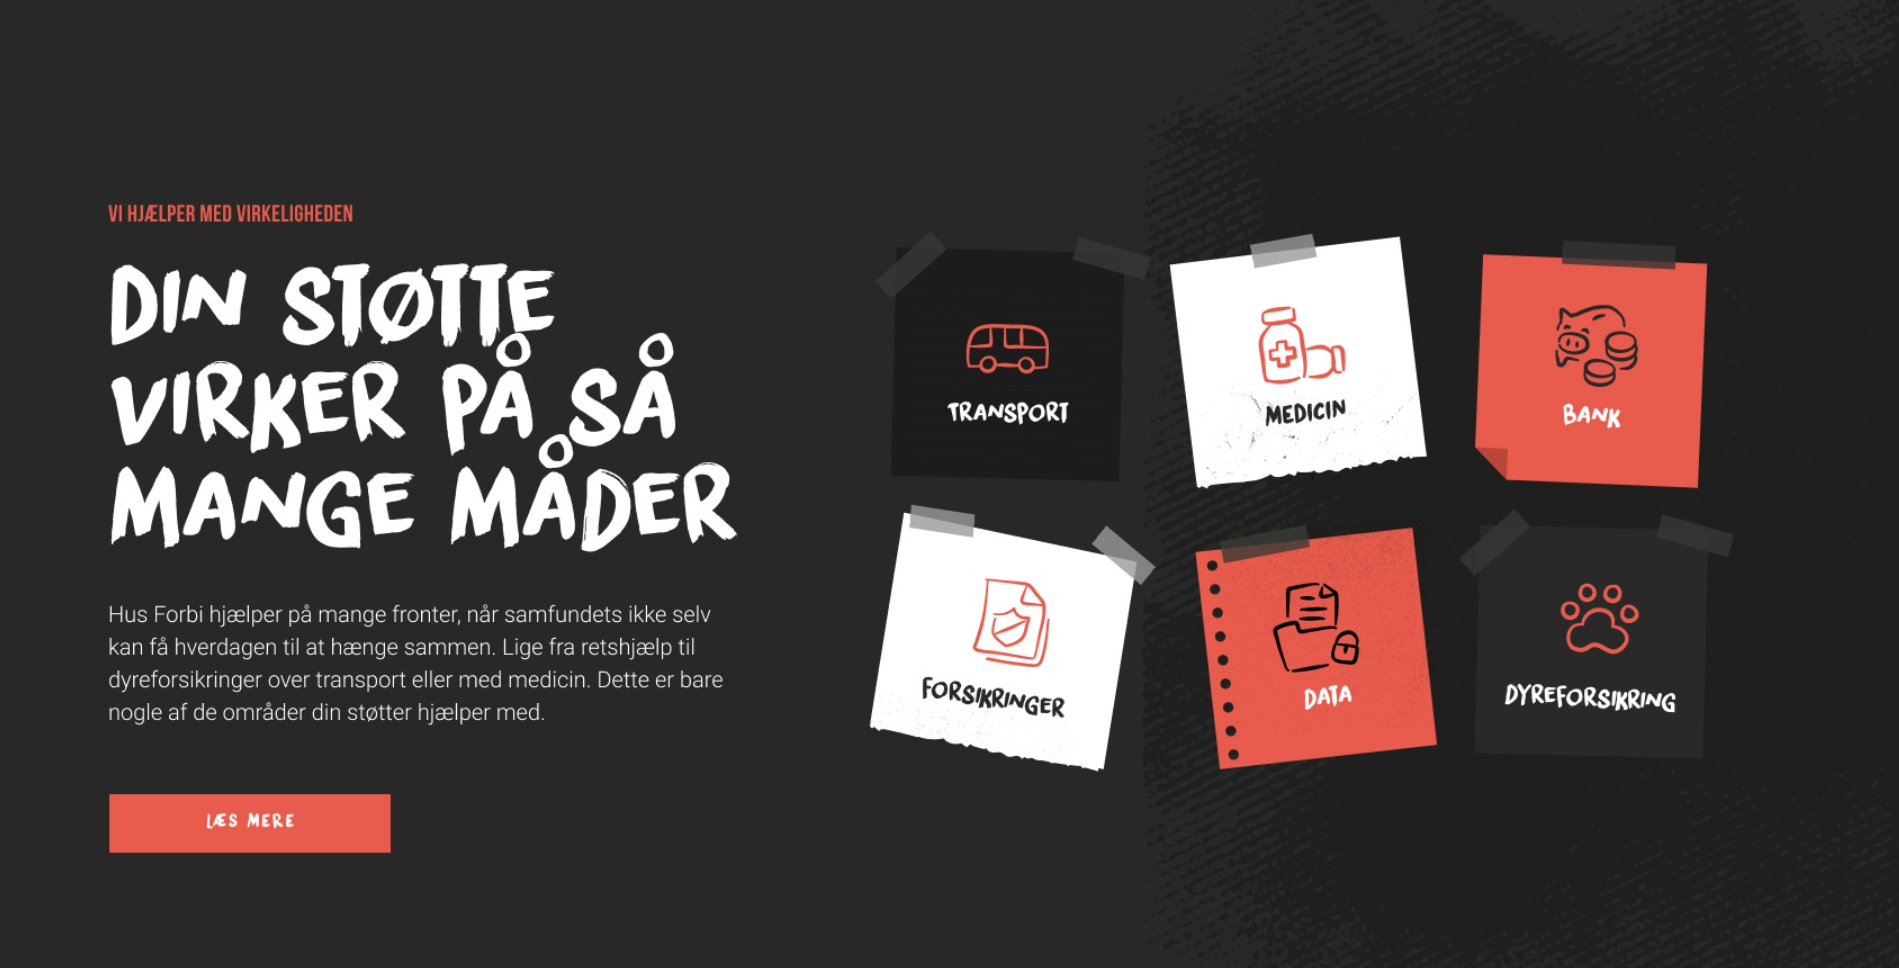 VI HJÆLPER MED VIRKELIGHEDEN
DIN STØTTE
VIRKER PÅ SÅ
MANGE MÅDER
Hus Forbi hjælper på mange fronter, når samfundets ikke selv
kan få hverdagen til at hænge sammen. Lige fra retshjælp til
dyreforsikringer over transport eller med medicin. Dette er bare
nogle af de områder din støtter hjælper med.
LÆS MERE
TRANSPORT
MEDICIN
BANK
FORSIKRINGER
DATA
DYREFORSIKRING